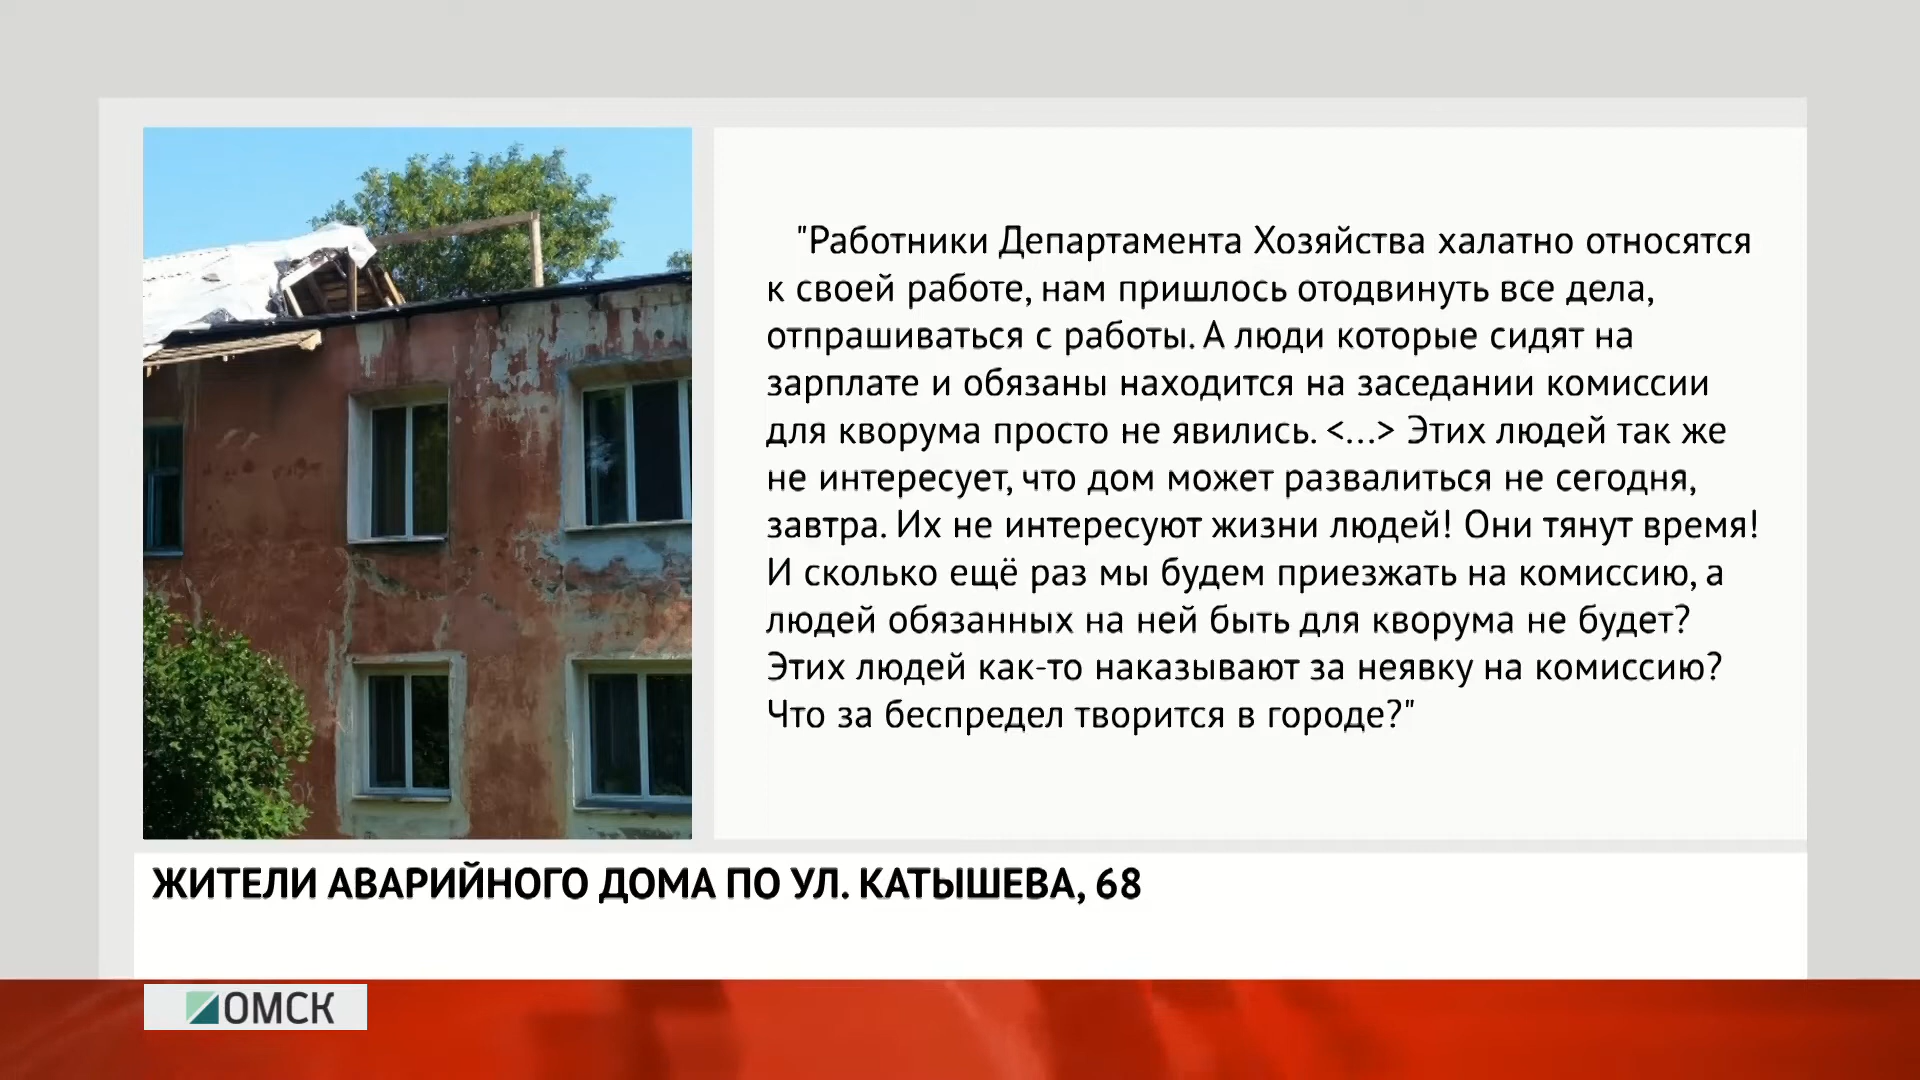 "Работники Департамента Хозяйства халатно относятся
к своей работе, нам пришлось отодвинуть все дела,
отпрашиваться с работы. А люди которые сидят на
зарплате и обязаны находится на заседании комиссии
для кворума просто не явились. <...> Этих людей так же
не интересует, что дом может развалиться не сегодня,
завтра. Их не интересуют жизни людей! Они тянут время!
И сколько ещё раз мы будем приезжать на комиссию, а
людей обязанных на ней быть для кворума не будет?
Этих людей как-то наказывают за неявку на комиссию?
Что за беспредел творится в городе?"
ЖИТЕЛИ АВАРИЙНОГО ДОМА ПО УЛ. КАТЫШЕВА, 68
ОМСК